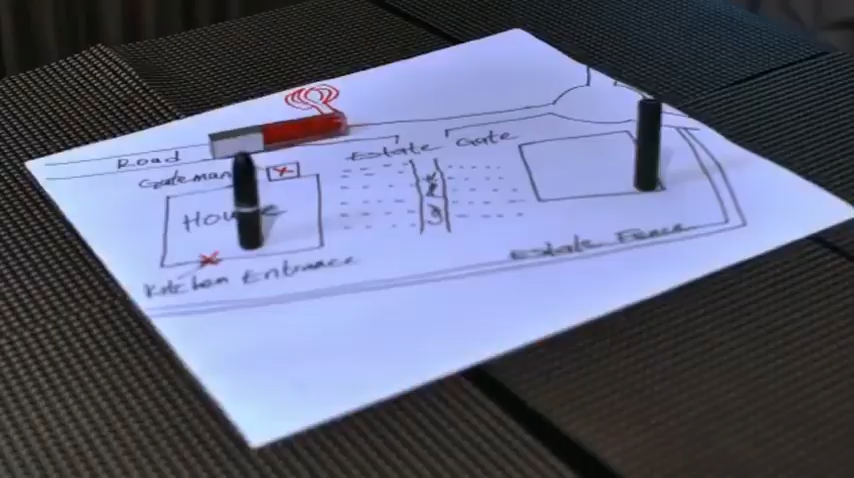 Road
Estate Gate
Gateman
House
Kitchen Entrance
Estate Fence